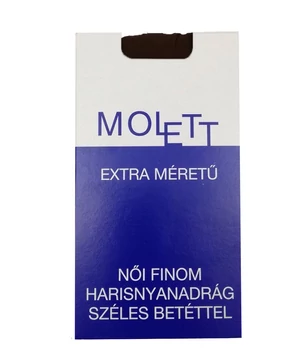 MOLETT
EXTRA MÉRETŰ
NŐI FINOM
HARISNYANADRÁG
SZÉLES BETÉTTEL